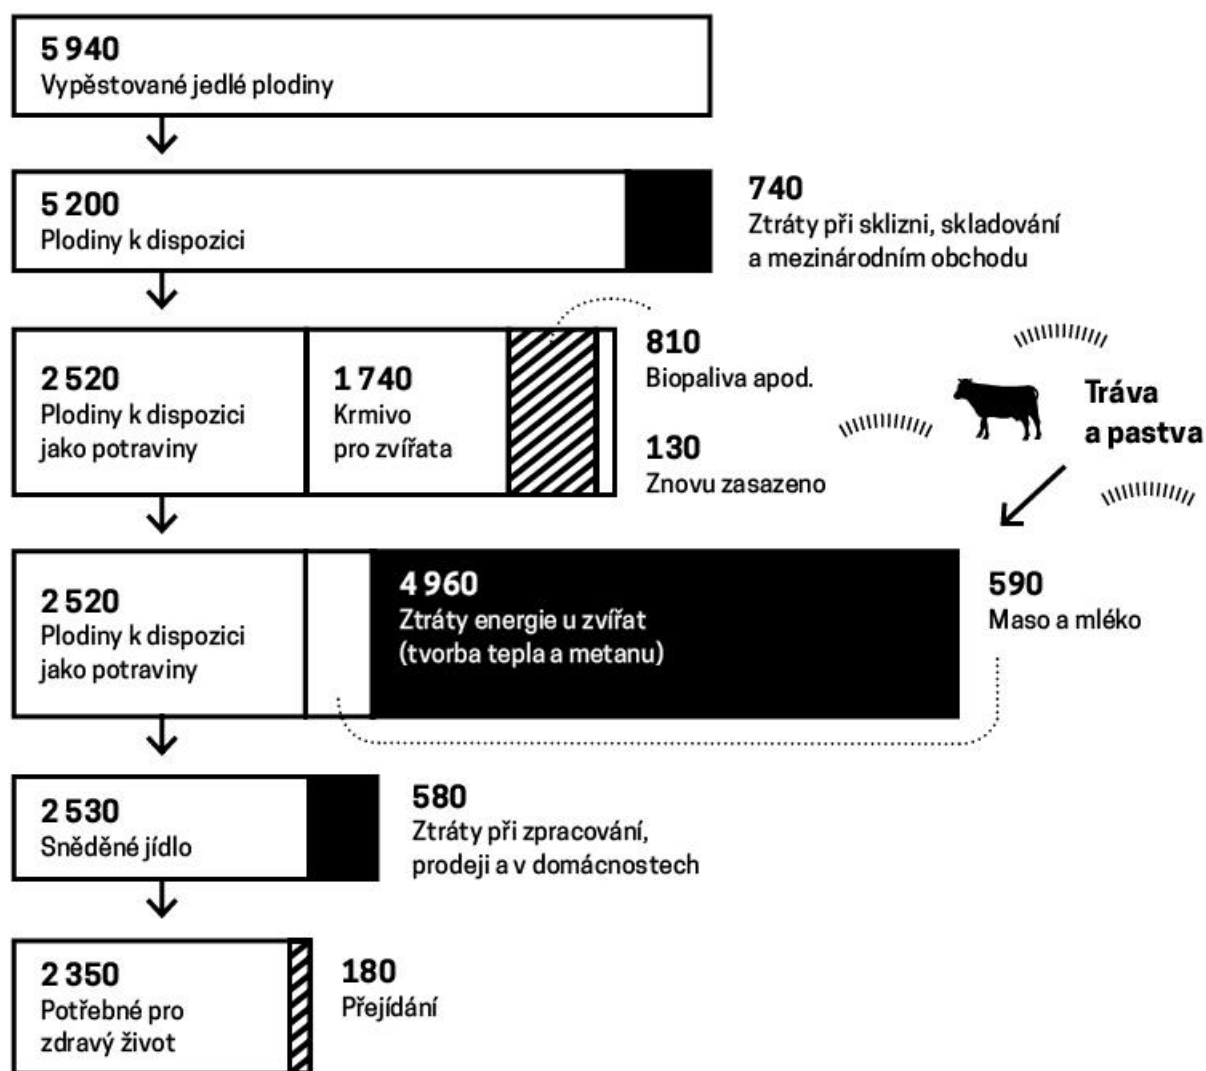 5 940
Vypěstované jedlé plodiny
5 200
Plodiny k dispozici
740
Ztráty při sklizni, skladování
a mezinárodním obchodu
2 520
Plodiny k dispozici
jako potraviny
1 740
Krmivo
pro zvířata
810
Biopaliva apod.
130
Znovu zasazeno
Tráva
a pastva
2 520
Plodiny k dispozici
jako potraviny
4 960
Ztráty energie u zvířat
(tvorba tepla a metanu)
590
Maso a mléko
2 530
Sněděné jídlo
580
Ztráty při zpracování,
prodeji a v domácnostech
2 350
Potřebné pro
zdravý život
180
Přejídání